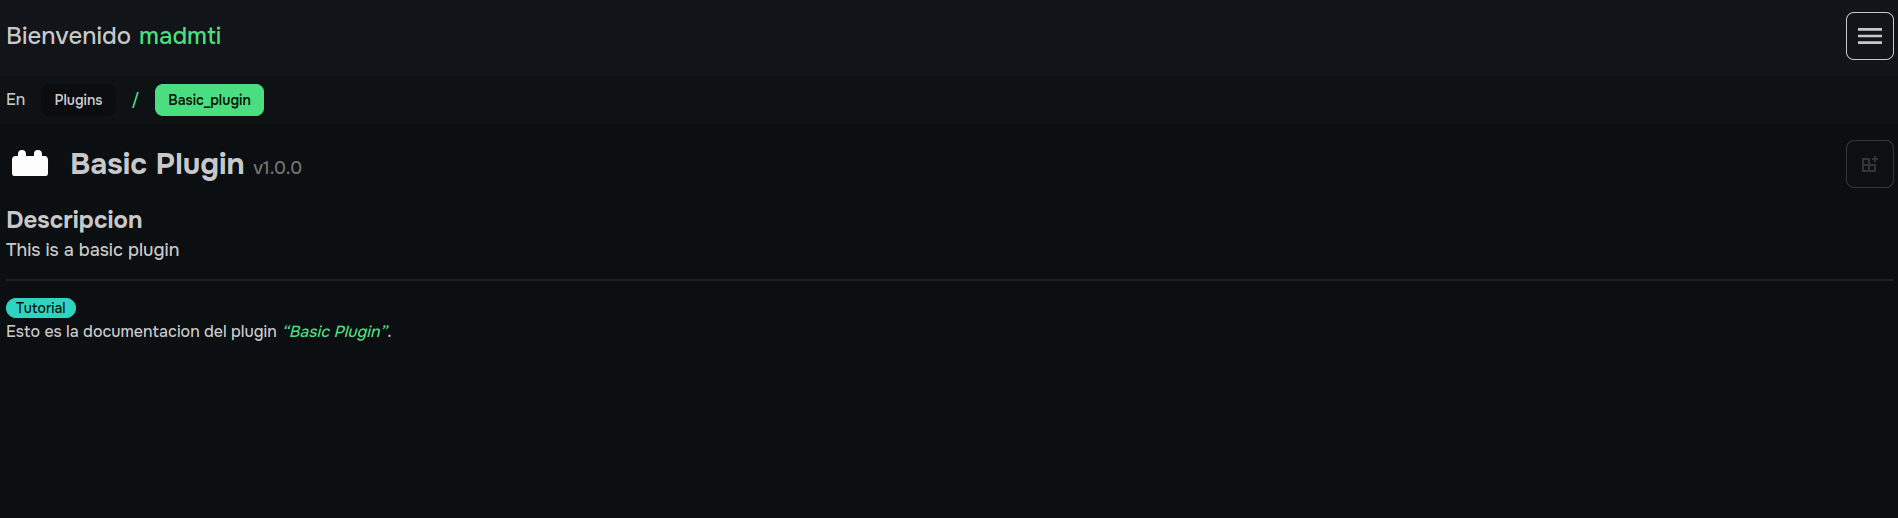 Bienvenido madmti
En Plugins / Basic_plugin
Basic Plugin v1.0.0
Descripcion
This is a basic plugin
Tutorial
Esto es la documentacion del plugin “Basic Plugin”.